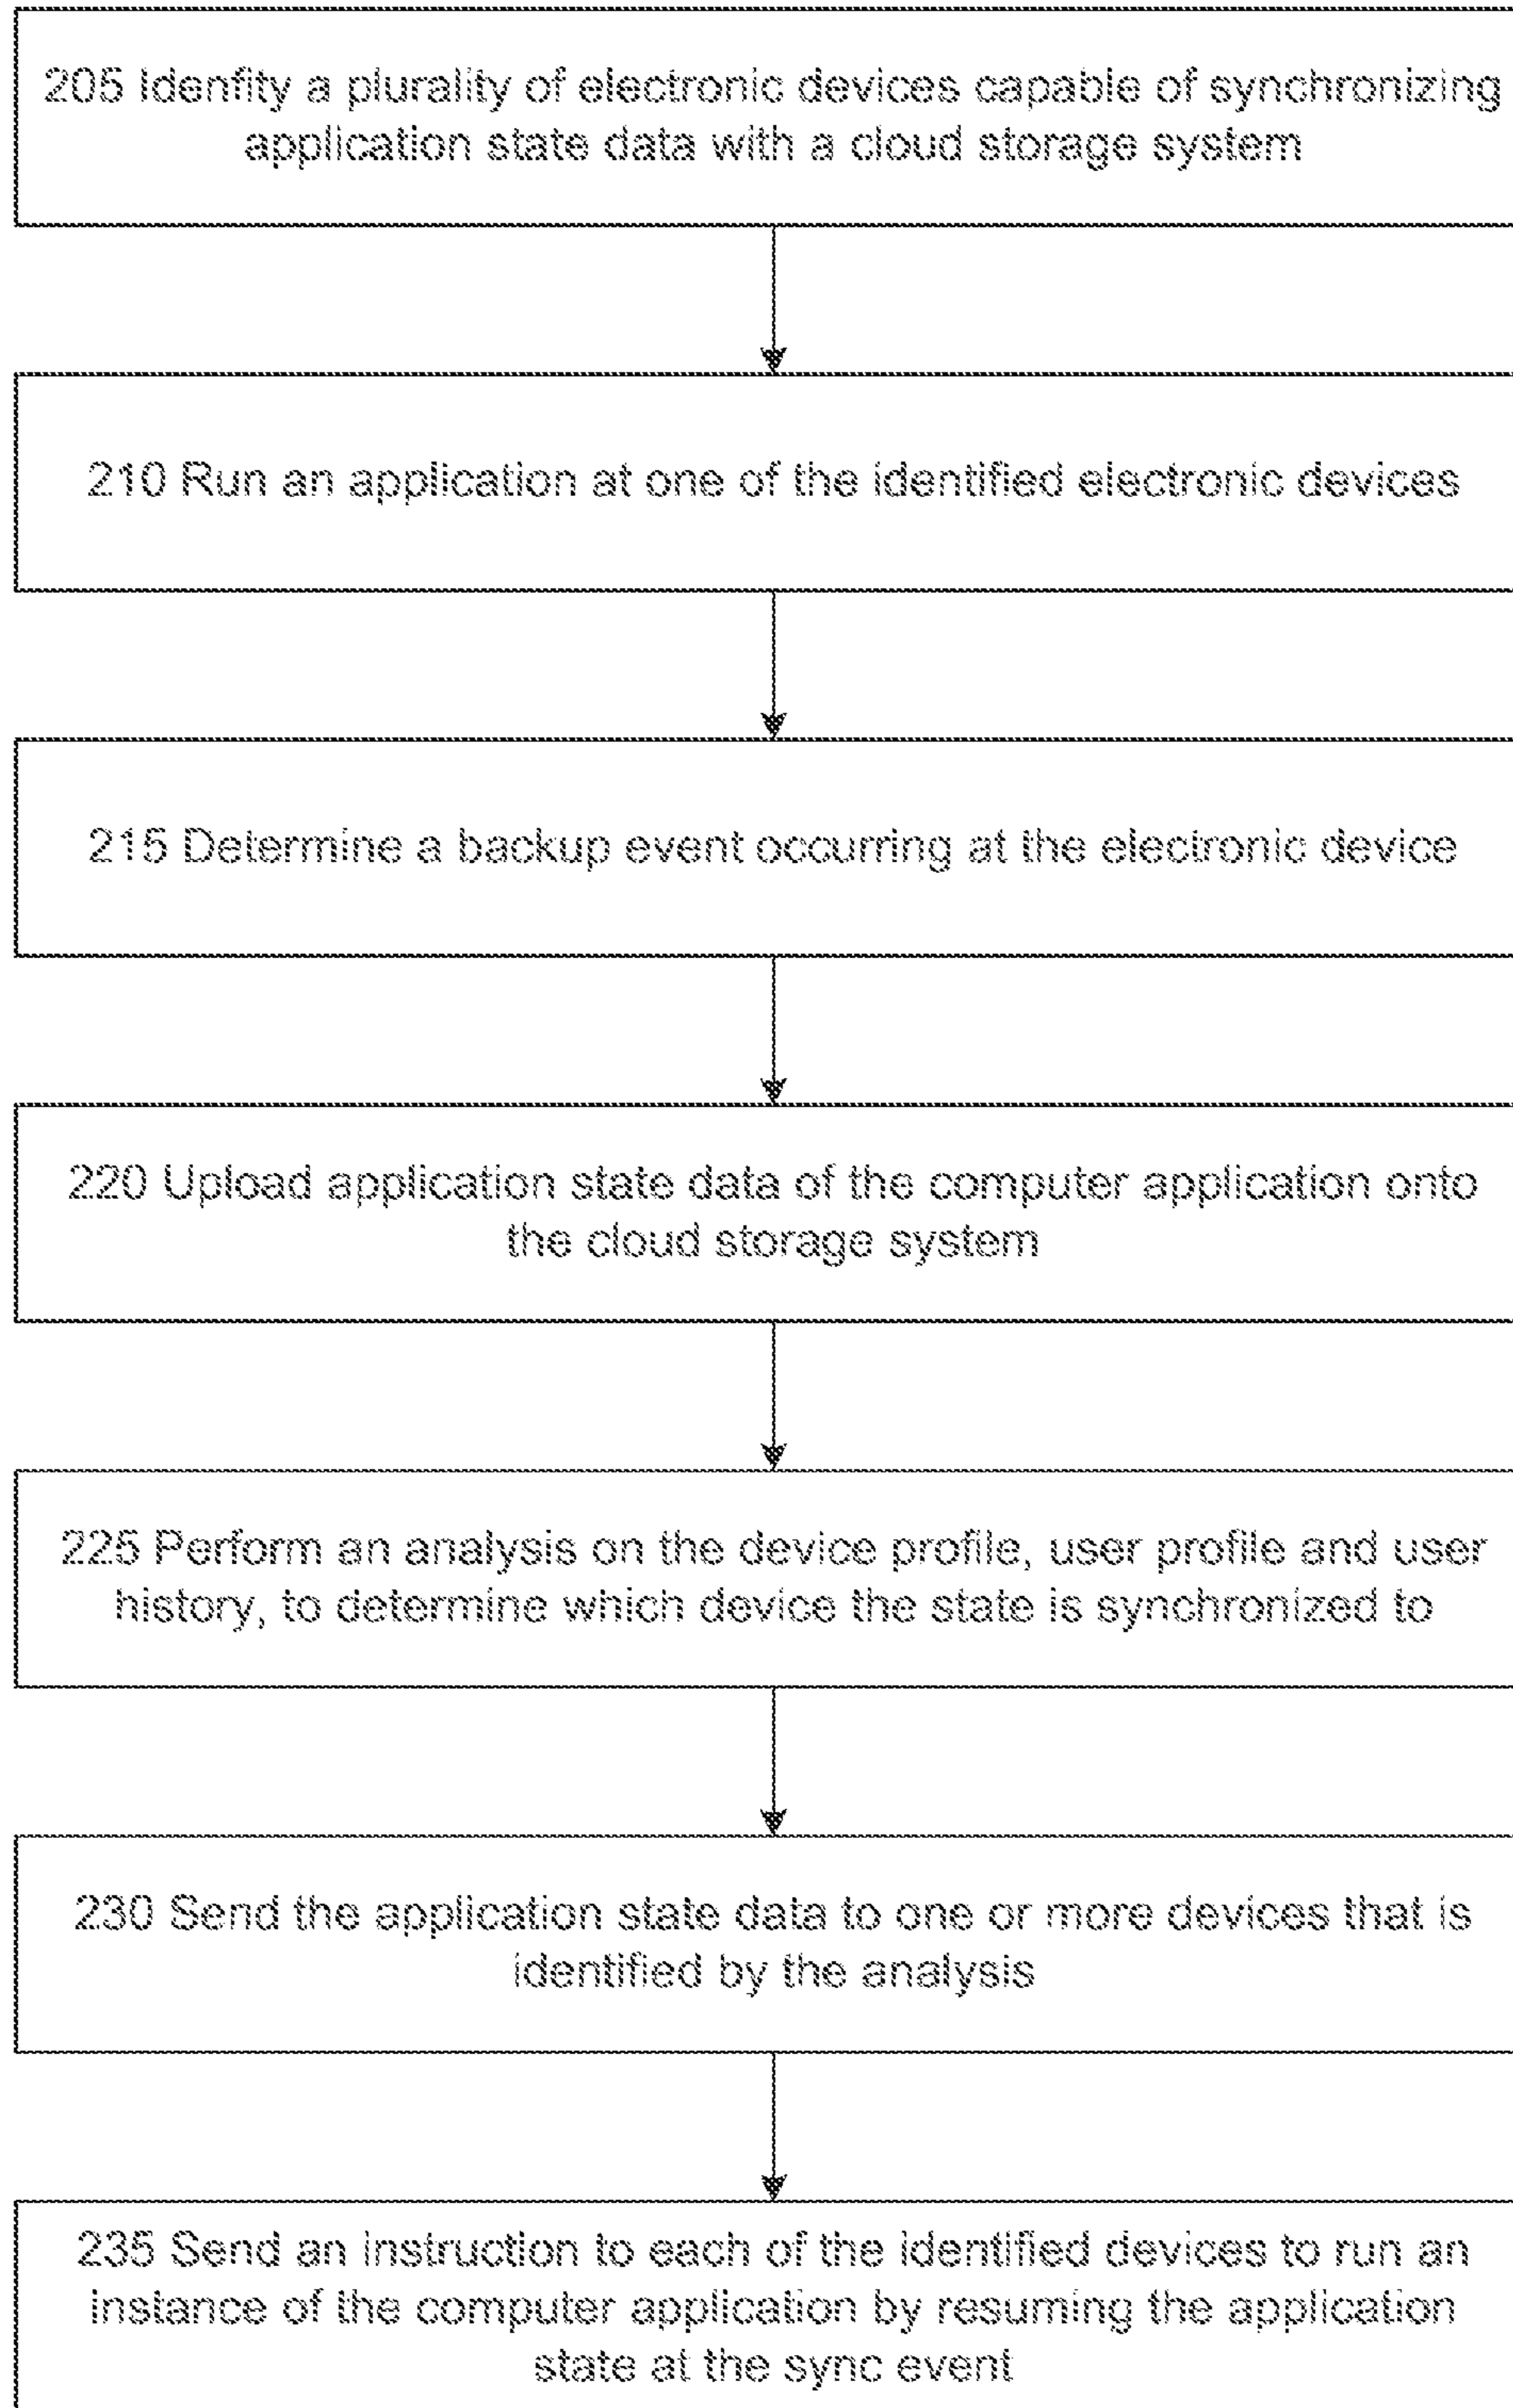 205 Idenfity a plurality of electronic devices capable of synchronizing
application state data with a cloud storage system
210 Run an application at one of the identified electronic devices
215 Determine a backup event occurring at the electronic device
220 Upload application state data of the computer application onto
the cloud storage system
225 Perform an analysis on the device profile, user profile and user
history, to determine which device the state is synchronized to
230 Send the application state data to one or more devices that is
identified by the analysis
235 Send an instruction to each of the identified devices to run an
instance of the computer application by resuming the application
state at the sync event